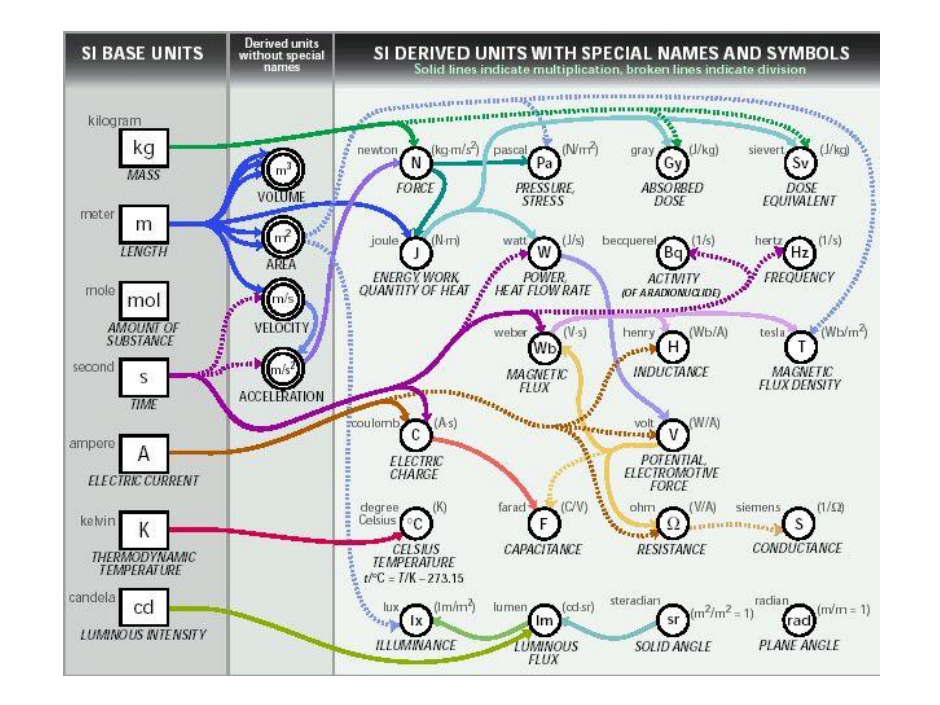 SI BASE UNITS
Derived units
without special
names
SI DERIVED UNITS WITH SPECIAL NAMES AND SYMBOLS
Solid lines indicate multiplication, broken lines indicate division
kilogram
kg
MASS
m³
VOLUME
newton
N
(kg·m/s²)
FORCE
pascal
Pa
(N/m²)
PRESSURE,
STRESS
gray
Gy
(J/kg)
ABSORBED
DOSE
sievert
Sv
(J/kg)
DOSE
EQUIVALENT
meter
m
LENGTH
m²
AREA
joule
J
(N·m)
ENERGY, WORK,
QUANTITY OF HEAT
watt
W
(J/s)
POWER,
HEAT FLOW RATE
becquerel
Bq
(1/s)
ACTIVITY
(OF A RADIONUCLIDE)
hertz
Hz
(1/s)
FREQUENCY
mole
mol
AMOUNT OF
SUBSTANCE
m/s
VELOCITY
weber
Wb
(V·s)
MAGNETIC
FLUX
henry
H
(Wb/A)
INDUCTANCE
tesla
T
(Wb/m²)
MAGNETIC
FLUX DENSITY
second
s
TIME
m/s²
ACCELERATION
ampere
A
ELECTRIC CURRENT
coulomb
C
(A·s)
ELECTRIC
CHARGE
volt
V
(W/A)
POTENTIAL,
ELECTROMOTIVE
FORCE
kelvin
K
THERMODYNAMIC
TEMPERATURE
degree
Celsius
°C
(K)
CELSIUS
TEMPERATURE
t/°C = T/K – 273.15
farad
F
(C/V)
CAPACITANCE
ohm
Ω
(V/A)
RESISTANCE
siemens
S
(1/Ω)
CONDUCTANCE
candela
cd
LUMINOUS INTENSITY
lux
lx
(lm/m²)
ILLUMINANCE
lumen
lm
(cd·sr)
LUMINOUS
FLUX
steradian
sr
(m²/m² = 1)
SOLID ANGLE
radian
rad
(m/m = 1)
PLANE ANGLE